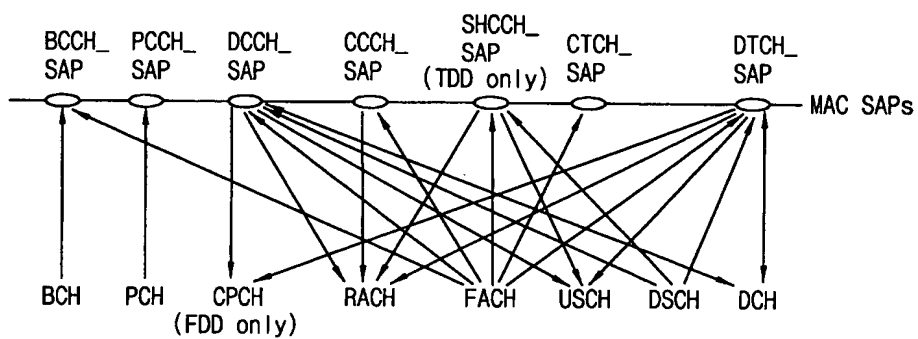 BCCH_ SAP
PCCH_ SAP
DCCH_ SAP
CCCH_ SAP
SHCCH_ SAP (TDD only)
CTCH_ SAP
DTCH_ SAP
MAC SAPs
BCH
PCH
CPCH (FDD only)
RACH
FACH
USCH
DSCH
DCH